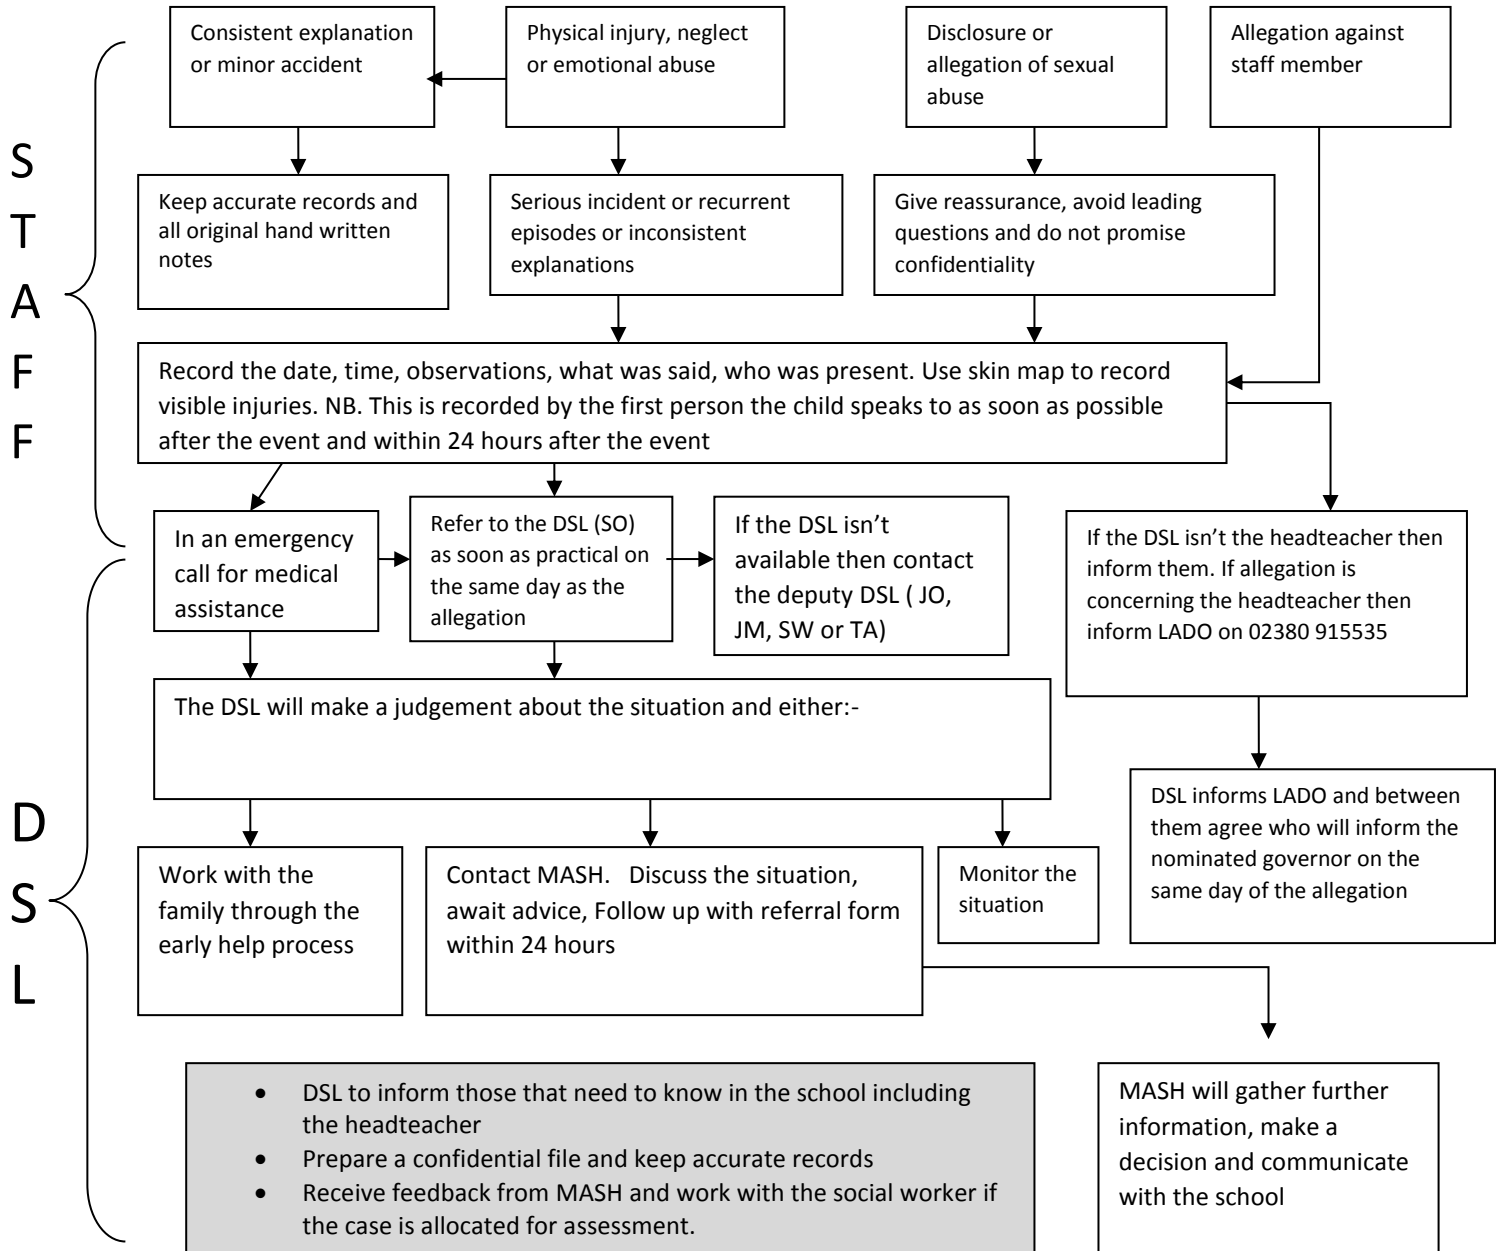 Consistent explanation
or minor accident
Physical injury, neglect
or emotional abuse
Disclosure or
allegation of sexual
abuse
Allegation against
staff member
S
T
A
F
F
Keep accurate records and
all original hand written
notes
Serious incident or recurrent
episodes or inconsistent
explanations
Give reassurance, avoid leading
questions and do not promise
confidentiality
Record the date, time, observations, what was said, who was present. Use skin map to record
visible injuries. NB. This is recorded by the first person the child speaks to as soon as possible
after the event and within 24 hours after the event
In an emergency
call for medical
assistance
Refer to the DSL (SO)
as soon as practical on
the same day as the
allegation
If the DSL isn’t
available then contact
the deputy DSL ( JO,
JM, SW or TA)
If the DSL isn’t the headteacher then
inform them. If allegation is
concerning the headteacher then
inform LADO on 02380 915535
D
S
L
The DSL will make a judgement about the situation and either:-
DSL informs LADO and between
them agree who will inform the
nominated governor on the
same day of the allegation
Work with the
family through the
early help process
Contact MASH.   Discuss the situation,
await advice, Follow up with referral form
within 24 hours
Monitor the
situation
• DSL to inform those that need to know in the school including
the headteacher
• Prepare a confidential file and keep accurate records
• Receive feedback from MASH and work with the social worker if
the case is allocated for assessment.
MASH will gather further
information, make a
decision and communicate
with the school